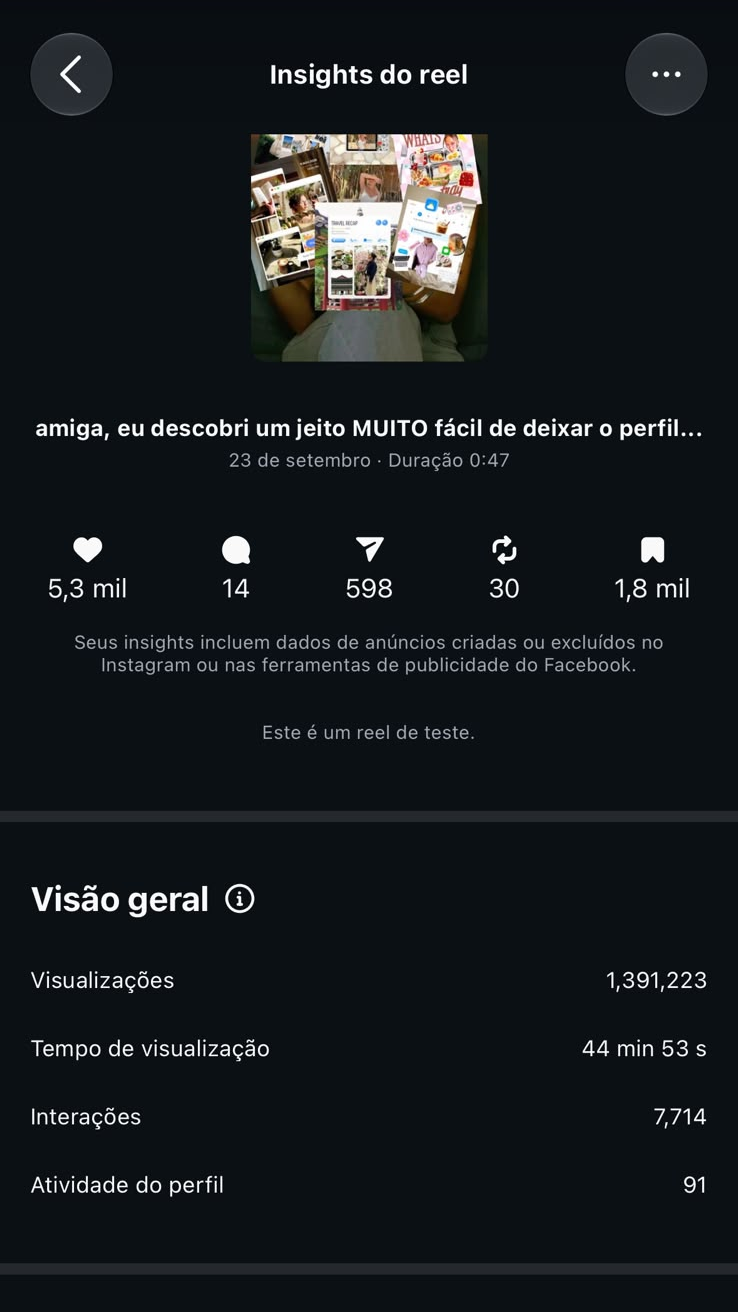 Insights do reel
WHATS
TRAVEL RECAP
amiga, eu descobri um jeito MUITO fácil de deixar o perfil...
23 de setembro · Duração 0:47
5,3 mil
14
598
30
1,8 mil
Seus insights incluem dados de anúncios criadas ou excluídos no
Instagram ou nas ferramentas de publicidade do Facebook.
Este é um reel de teste.
Visão geral
Visualizações
1,391,223
Tempo de visualização
44 min 53 s
Interações
7,714
Atividade do perfil
91